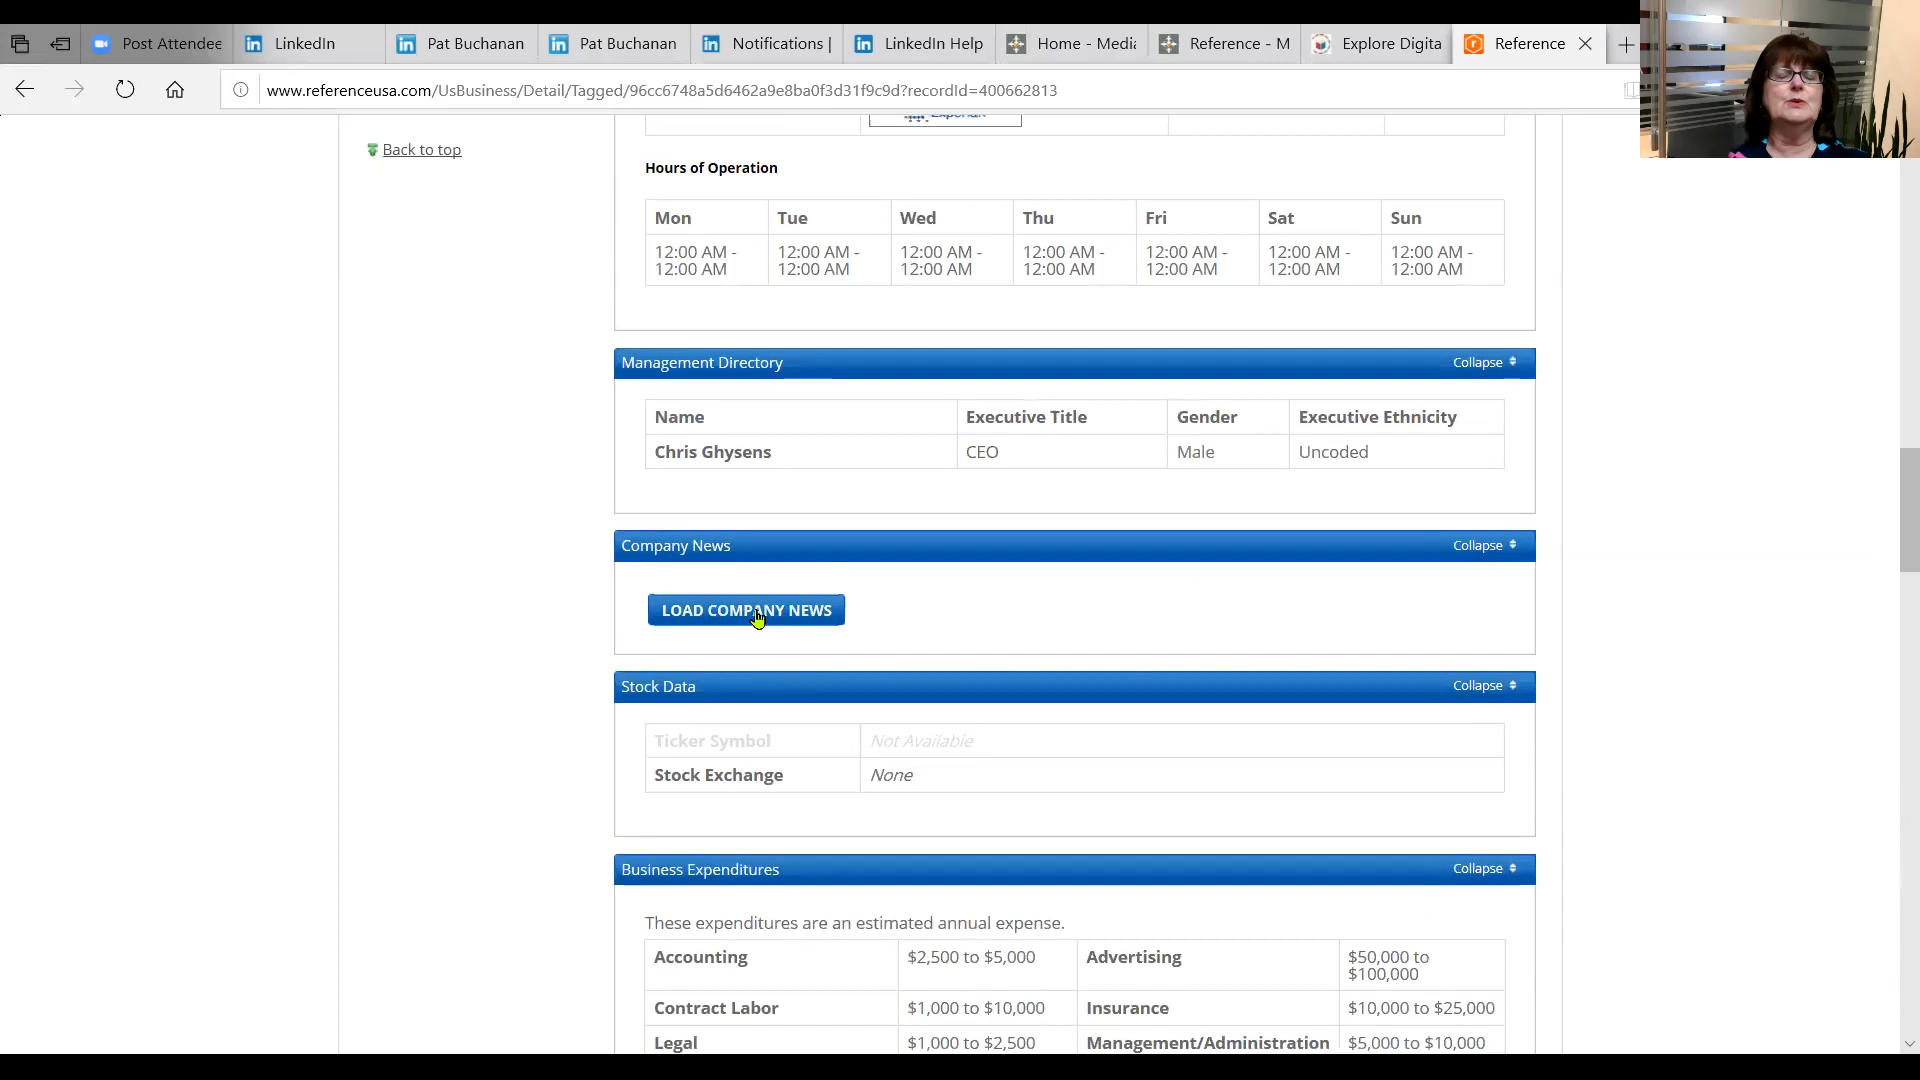 Post Attendee
LinkedIn
Pat Buchanan
Pat Buchanan
Notifications |
LinkedIn Help
Home - Media
Reference - M
Explore Digita
Reference
www.referenceusa.com/UsBusiness/Detail/Tagged/96cc6748a5d6462a9e8ba0f3d31f9c9d?recordId=400662813
Back to top
Hours of Operation
Mon Tue Wed Thu Fri Sat Sun
12:00 AM - 12:00 AM - 12:00 AM - 12:00 AM - 12:00 AM - 12:00 AM - 12:00 AM -
12:00 AM 12:00 AM 12:00 AM 12:00 AM 12:00 AM 12:00 AM 12:00 AM
Management Directory Collapse
Name Executive Title Gender Executive Ethnicity
Chris Ghysens CEO Male Uncoded
Company News Collapse
LOAD COMPANY NEWS
Stock Data Collapse
Ticker Symbol Not Available
Stock Exchange None
Business Expenditures Collapse
These expenditures are an estimated annual expense.
Accounting $2,500 to $5,000 Advertising $50,000 to
$100,000
Contract Labor $1,000 to $10,000 Insurance $10,000 to $25,000
Legal $1,000 to $2,500 Management/Administration $5,000 to $10,000